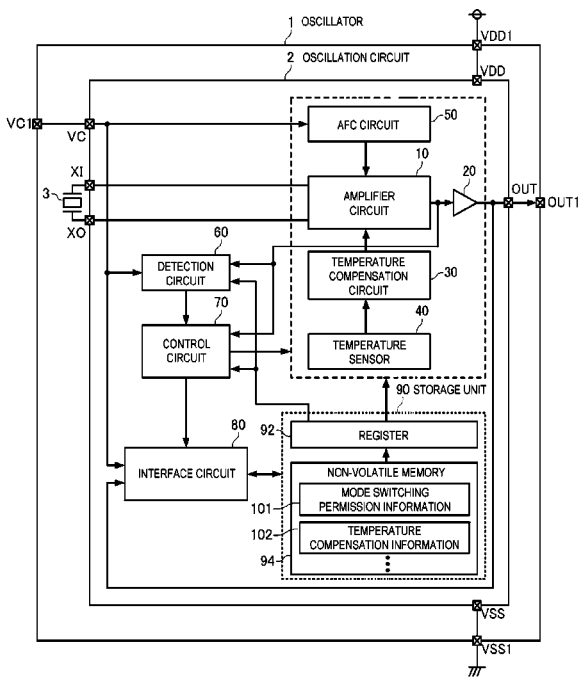 1 OSCILLATOR
VDD1
2 OSCILLATION CIRCUIT
VDD
VC1
VC
AFC CIRCUIT
50
10
20
XI
3
AMPLIFIER
CIRCUIT
OUT
OUT1
XO
60
DETECTION
CIRCUIT
TEMPERATURE
COMPENSATION
CIRCUIT
30
70
40
CONTROL
CIRCUIT
TEMPERATURE
SENSOR
90 STORAGE UNIT
80
92
REGISTER
INTERFACE CIRCUIT
NON-VOLATILE MEMORY
101
MODE SWITCHING
PERMISSION INFORMATION
102
TEMPERATURE
COMPENSATION INFORMATION
94
VSS
VSS1